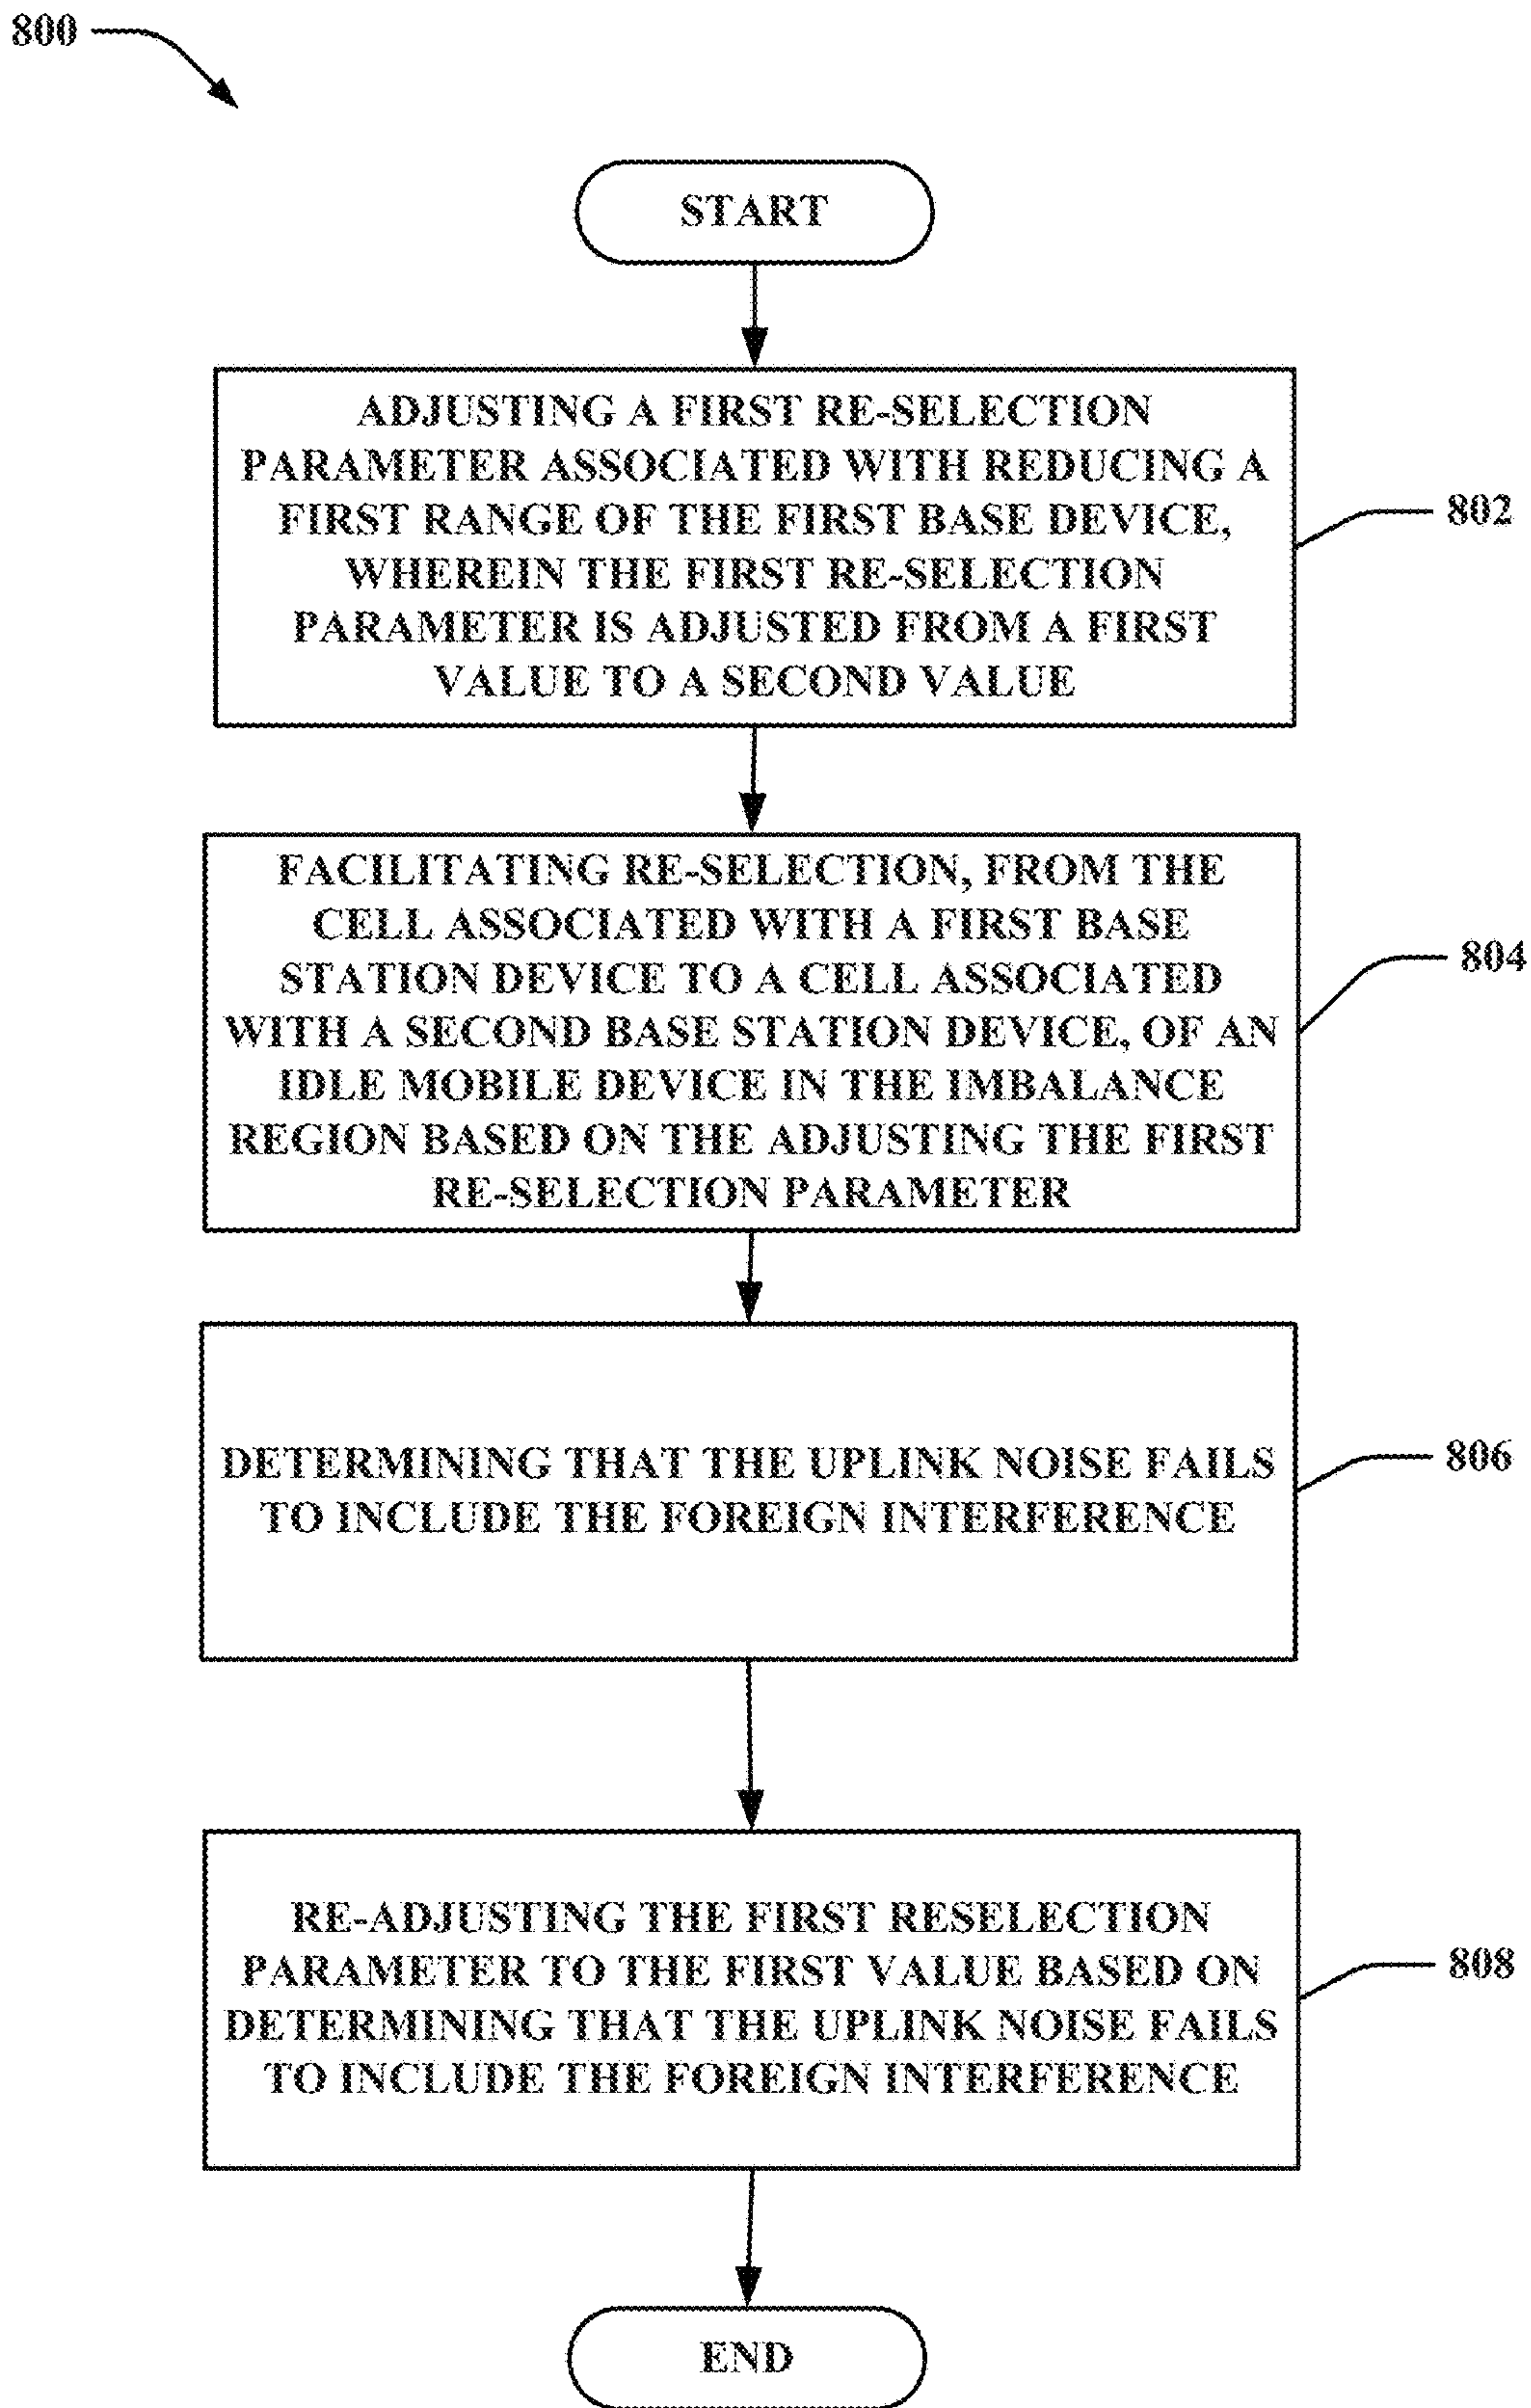 800
START
ADJUSTING A FIRST RE-SELECTION
PARAMETER ASSOCIATED WITH REDUCING A
FIRST RANGE OF THE FIRST BASE DEVICE,
WHEREIN THE FIRST RE-SELECTION
PARAMETER IS ADJUSTED FROM A FIRST
VALUE TO A SECOND VALUE
802
FACILITATING RE-SELECTION, FROM THE
CELL ASSOCIATED WITH A FIRST BASE
STATION DEVICE TO A CELL ASSOCIATED
WITH A SECOND BASE STATION DEVICE, OF AN
IDLE MOBILE DEVICE IN THE IMBALANCE
REGION BASED ON THE ADJUSTING THE FIRST
RE-SELECTION PARAMETER
804
DETERMINING THAT THE UPLINK NOISE FAILS
TO INCLUDE THE FOREIGN INTERFERENCE
806
RE-ADJUSTING THE FIRST RESELECTION
PARAMETER TO THE FIRST VALUE BASED ON
DETERMINING THAT THE UPLINK NOISE FAILS
TO INCLUDE THE FOREIGN INTERFERENCE
808
END